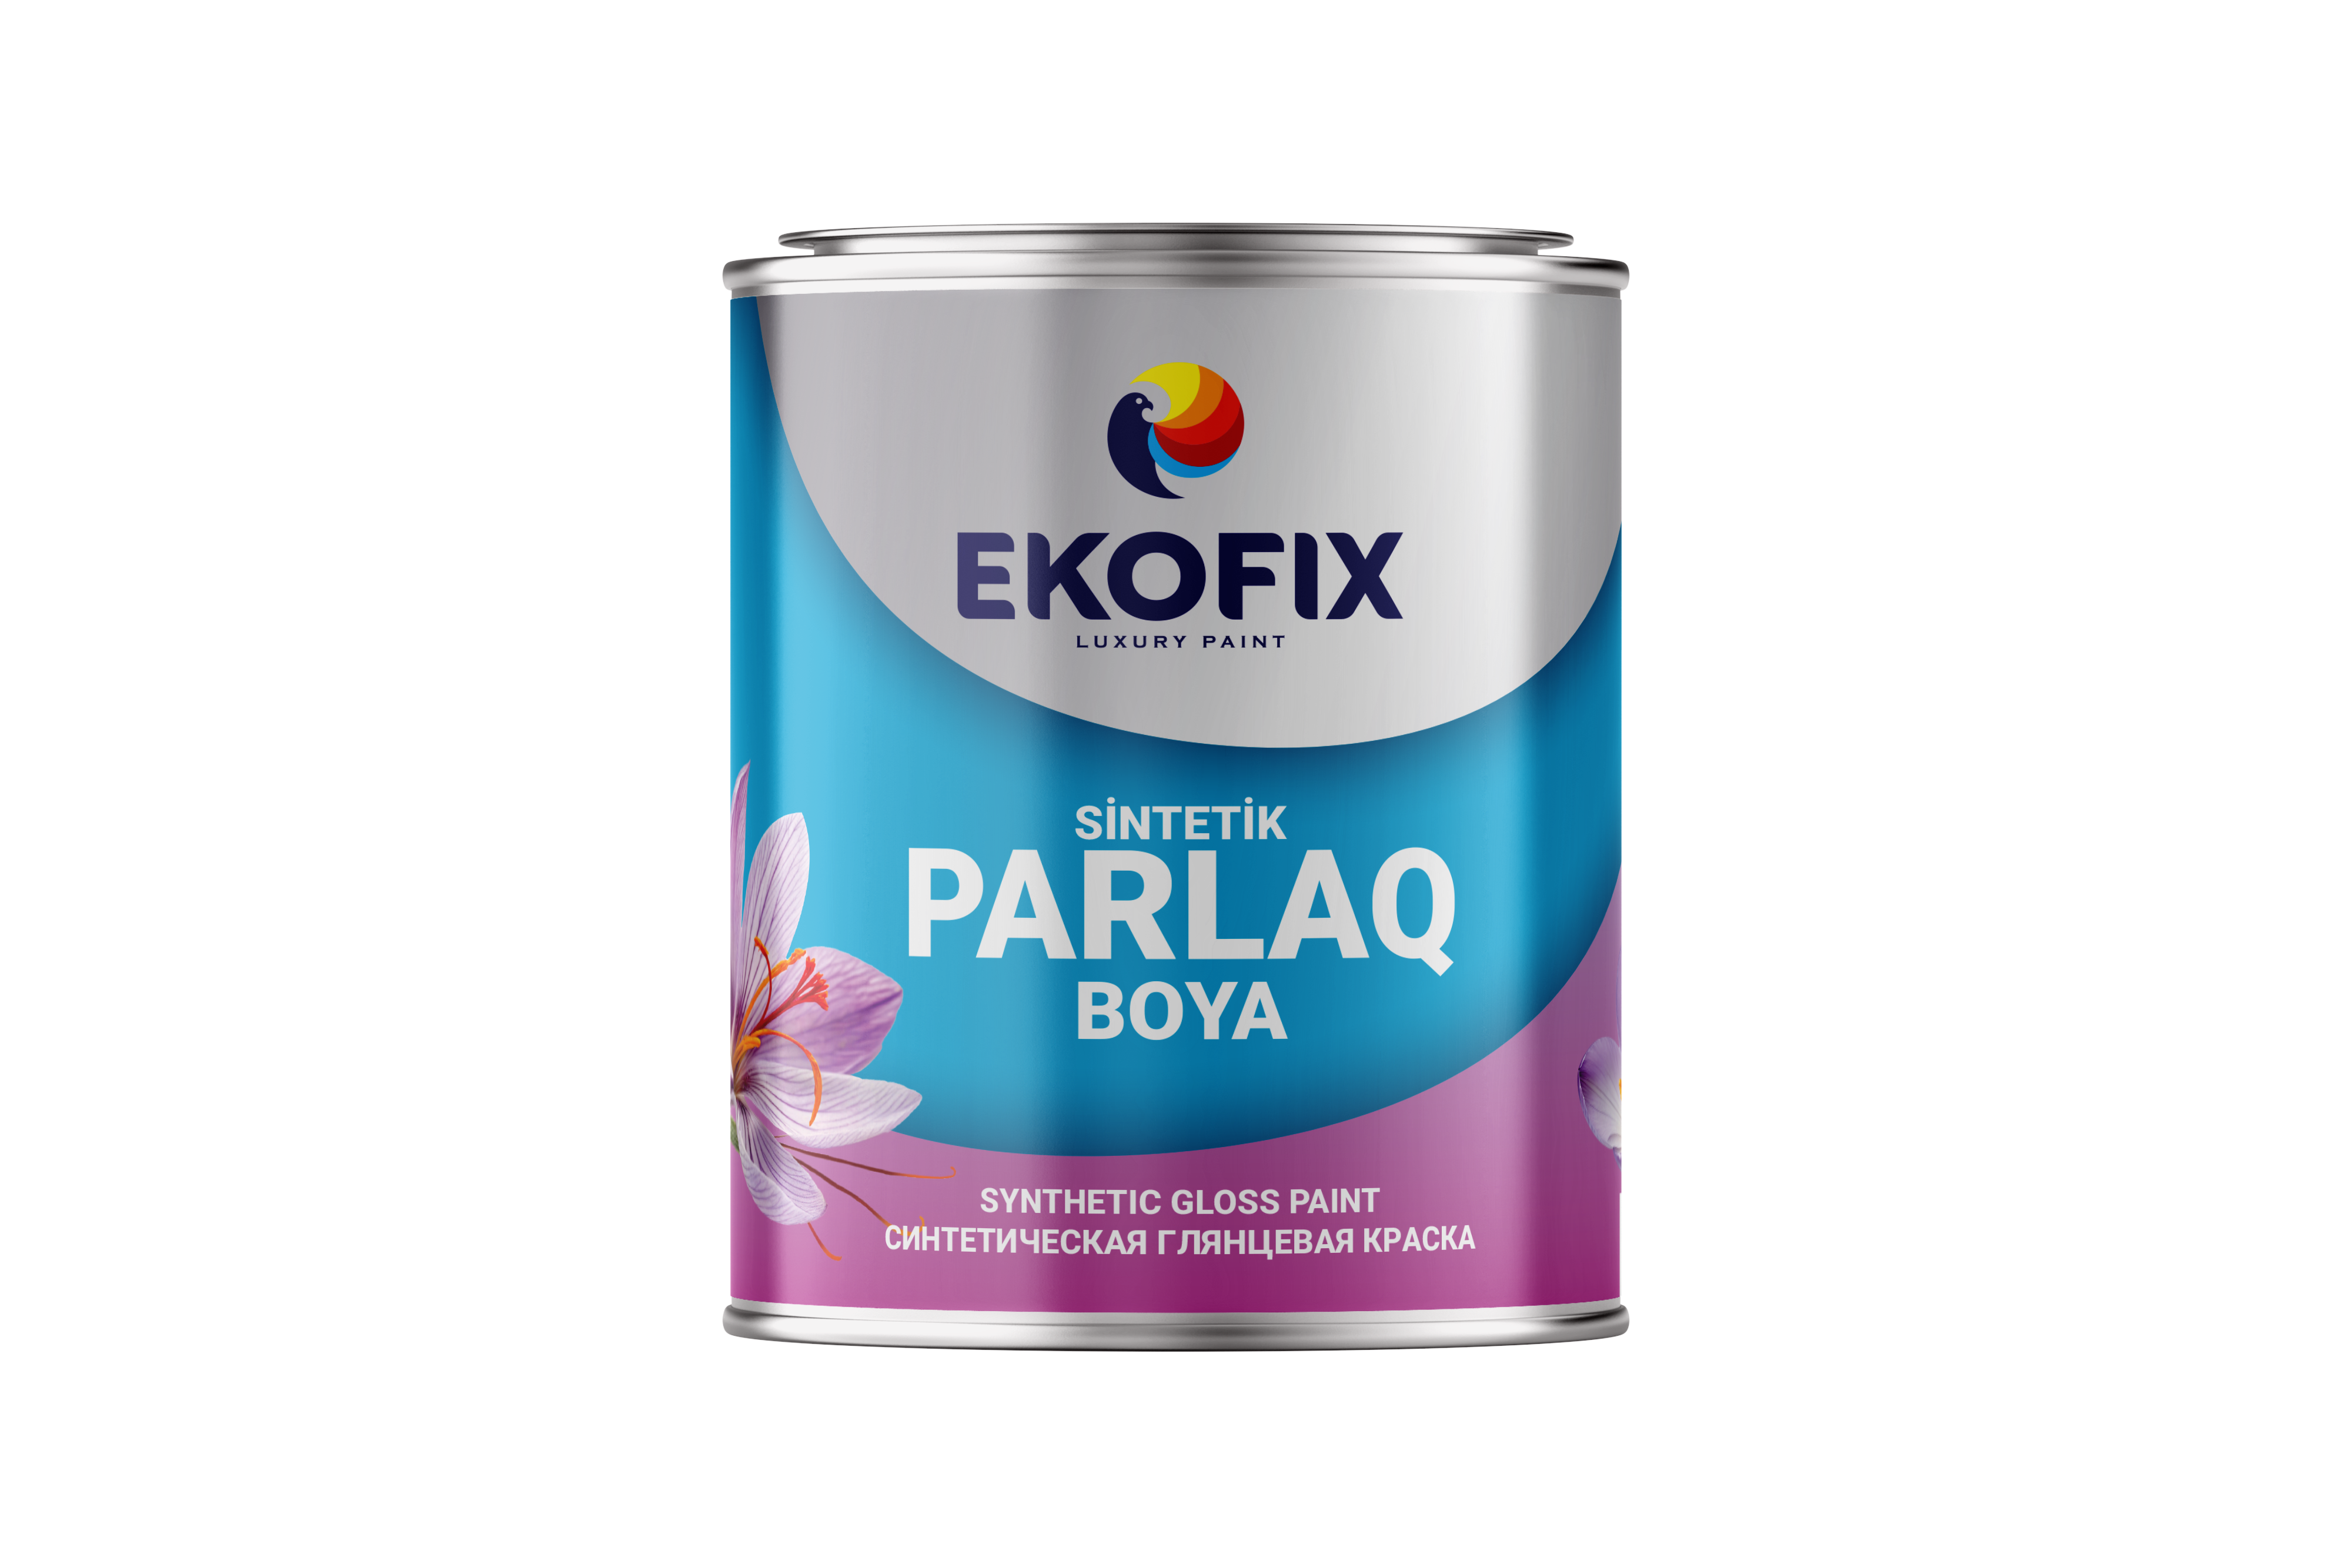 EKOFIX
LUXURY PAINT
SİNTETİK
PARLAQ
BOYA
SYNTHETIC GLOSS PAINT
СИНТЕТИЧЕСКАЯ ГЛЯНЦЕВАЯ КРАСКА